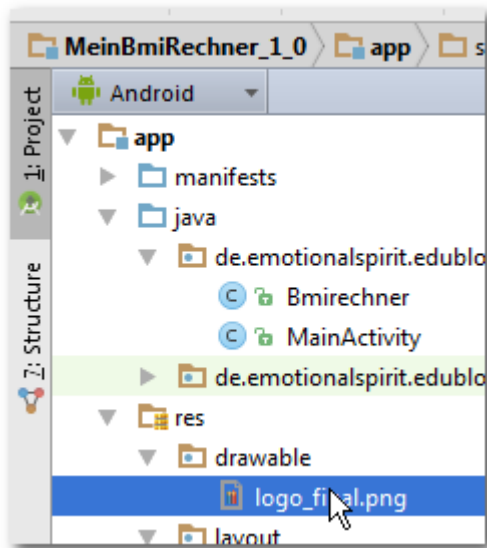 MeinBmiRechner_1_0 app s
1: Project
Android
app
manifests
java
de.emotionalspirit.edublo
Bmirechner
MainActivity
de.emotionalspirit.edublo
7: Structure
res
drawable
logo_final.png
layout